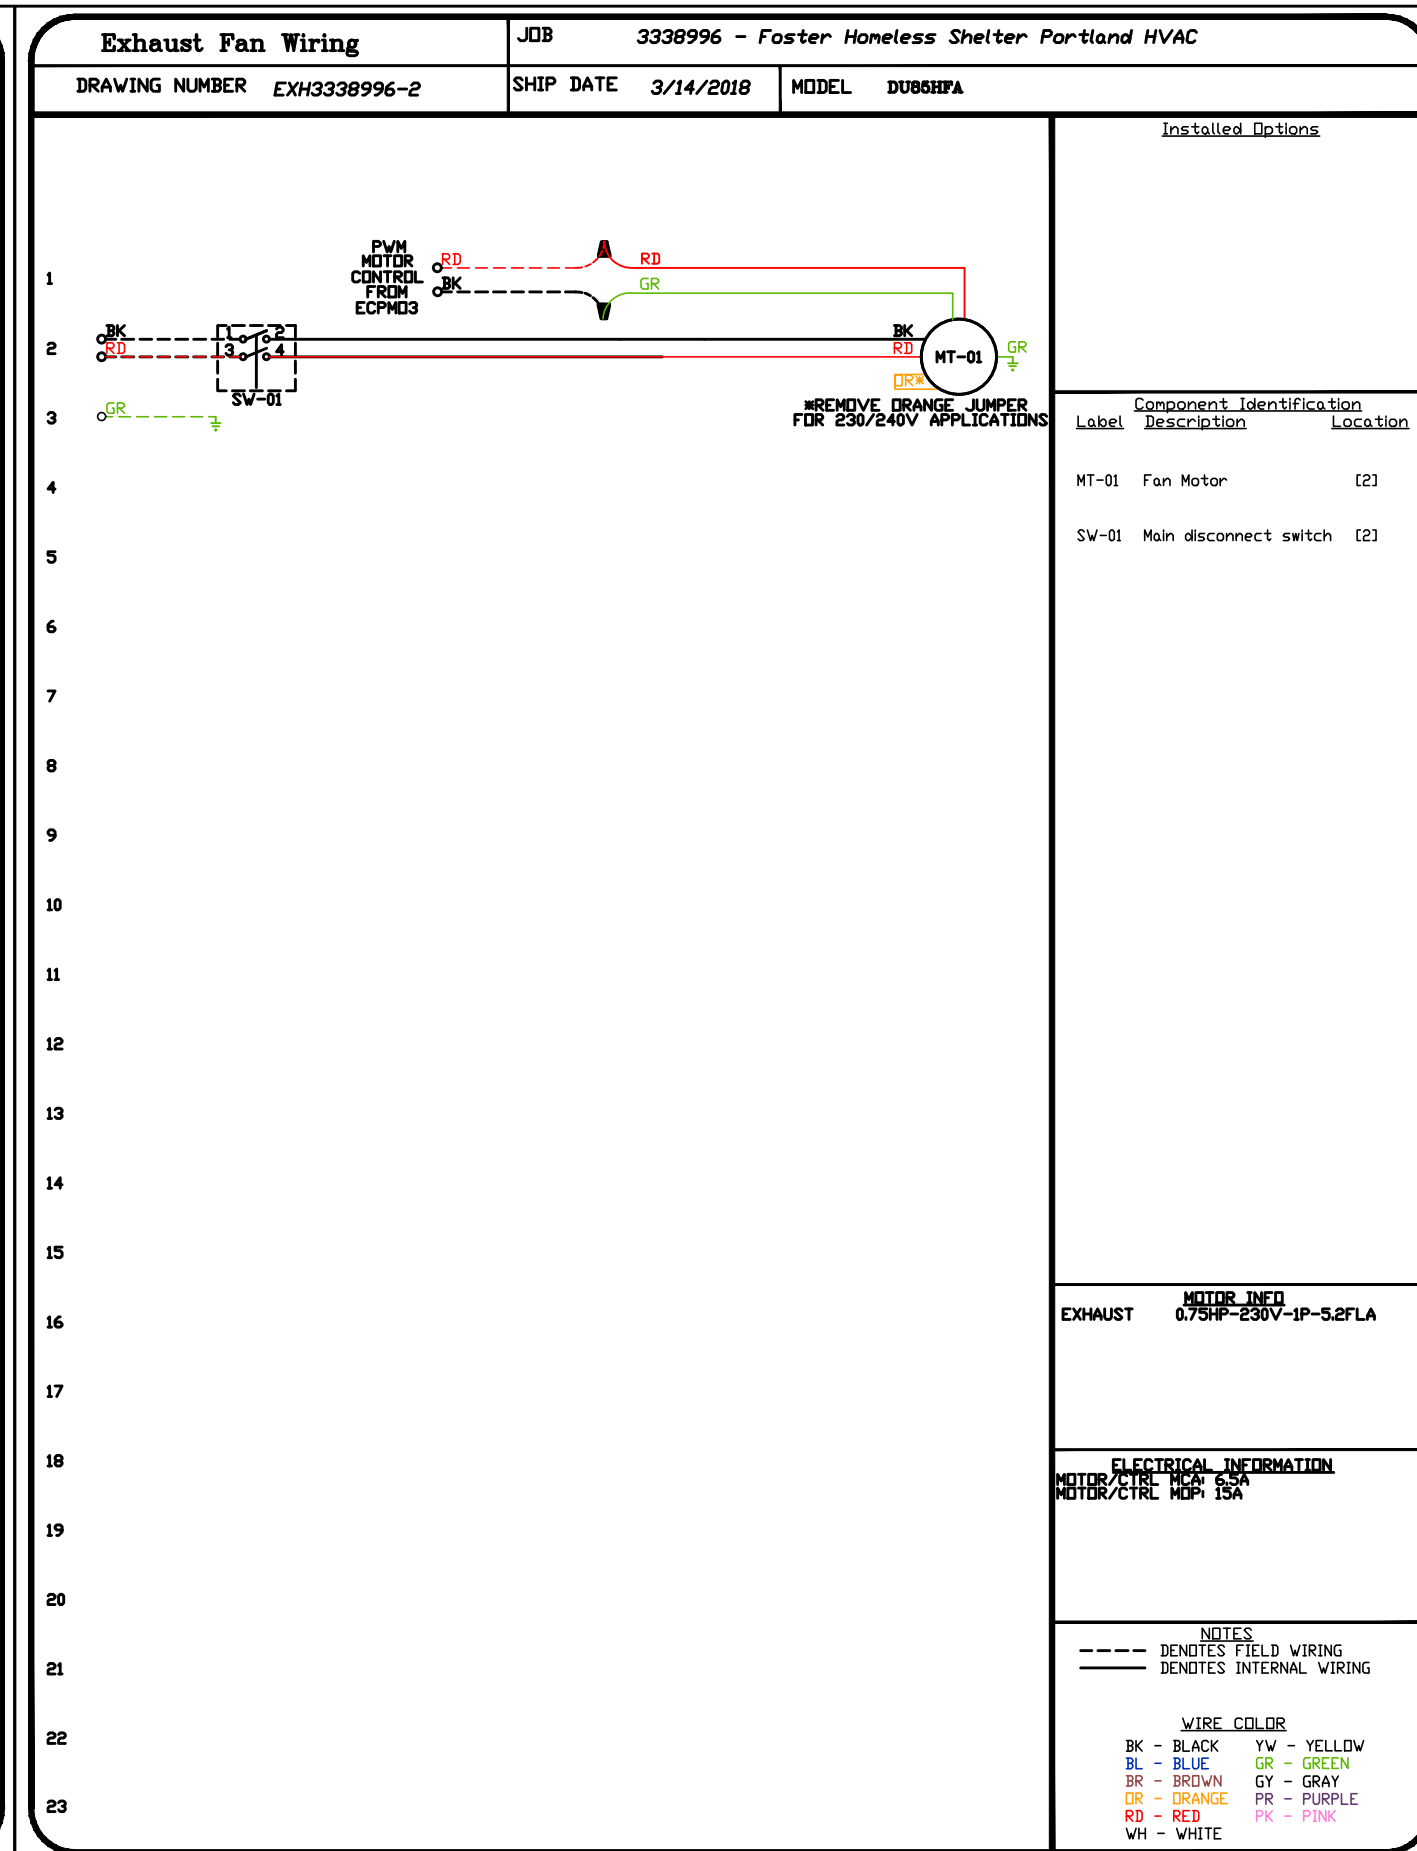 Exhaust Fan Wiring
JOB 3338996 - Foster Homeless Shelter Portland HVAC
DRAWING NUMBER EXH3338996-2
SHIP DATE 3/14/2018
MODEL DU85HFA
Installed Options
1
PWM
MOTOR
CONTROL
FROM
ECPM03
RD
BK
RD
GR
2
BK
RD
1 2
3 4
SW-01
BK
RD
OR*
MT-01
GR
*REMOVE ORANGE JUMPER
FOR 230/240V APPLICATIONS
3
GR
4
5
6
7
8
9
10
11
12
13
14
15
16
17
18
19
20
21
22
23
Component Identification
Label Description Location
MT-01 Fan Motor [2]
SW-01 Main disconnect switch [2]
MOTOR INFO
EXHAUST 0.75HP-230V-1P-5.2FLA
ELECTRICAL INFORMATION
MOTOR/CTRL MCA: 6.5A
MOTOR/CTRL MOP: 15A
NOTES
DENOTES FIELD WIRING
DENOTES INTERNAL WIRING
WIRE COLOR
BK - BLACK YW - YELLOW
BL - BLUE GR - GREEN
BR - BROWN GY - GRAY
OR - ORANGE PR - PURPLE
RD - RED PK - PINK
WH - WHITE